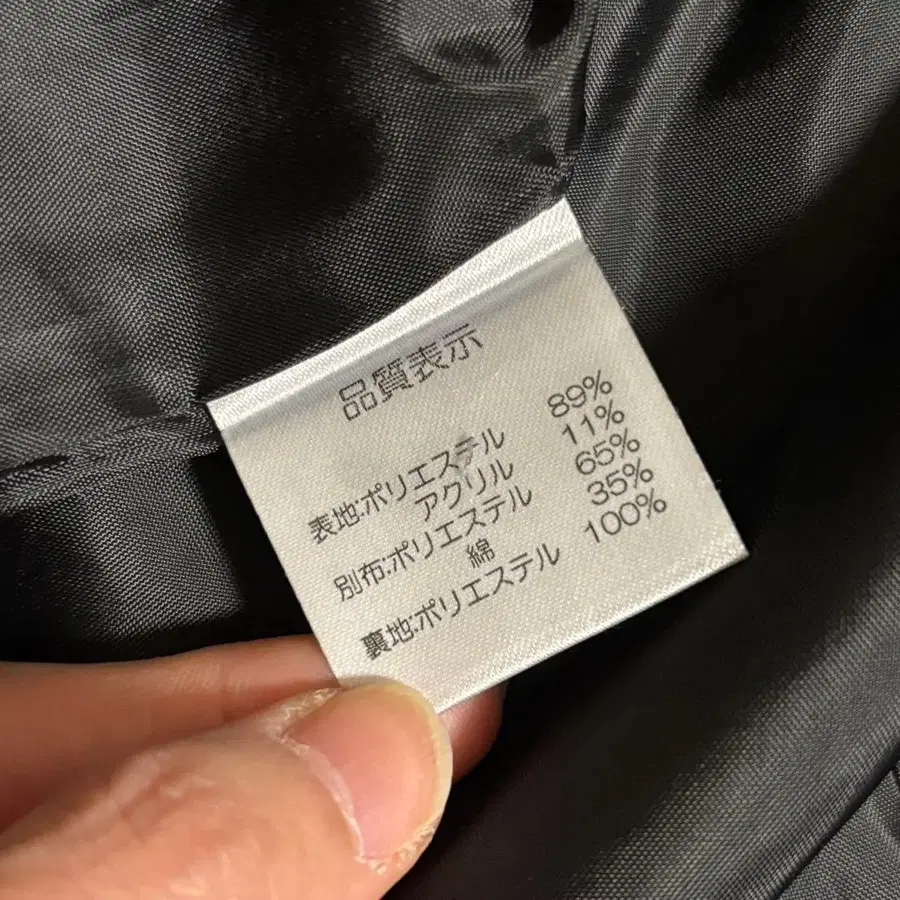 品質表示
表地:ポリエステル 89%
アクリル 11%
別布:ポリエステル 65%
綿 35%
裏地:ポリエステル 100%